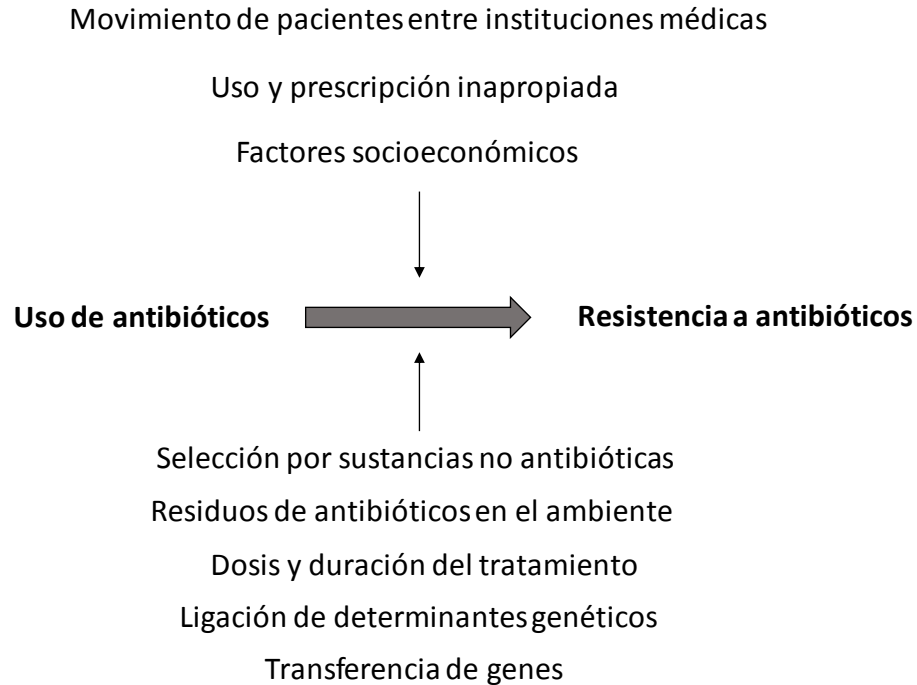 Movimiento de pacientes entre instituciones médicas
Uso y prescripción inapropiada
Factores socioeconómicos
Uso de antibióticos
Resistencia a antibióticos
Selección por sustancias no antibióticas
Residuos de antibióticos en el ambiente
Dosis y duración del tratamiento
Ligación de determinantes genéticos
Transferencia de genes